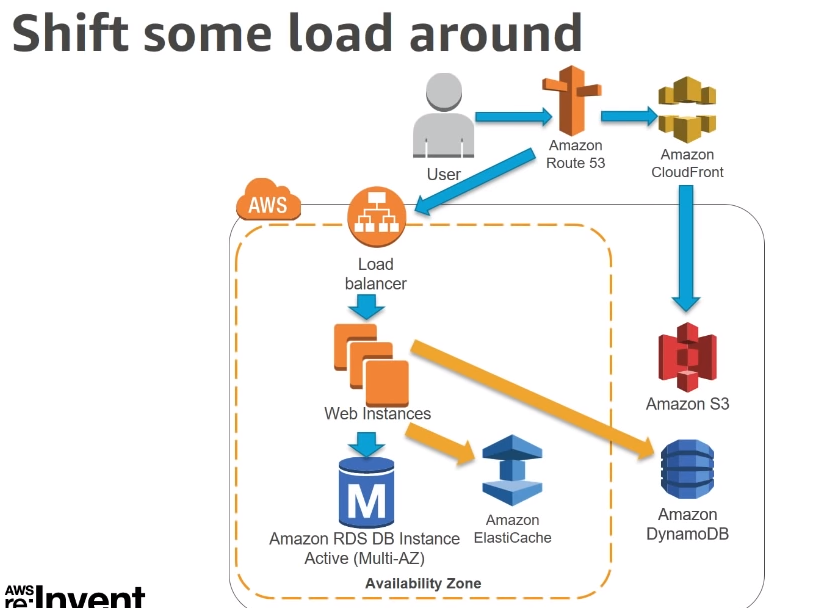 Shift some load around
User
Amazon
Route 53
Amazon
CloudFront
AWS
Load
balancer
Web Instances
Amazon S3
M
Amazon RDS DB Instance
Active (Multi-AZ)
Amazon
ElastiCache
Amazon
DynamoDB
Availability Zone
AWS
re:Invent